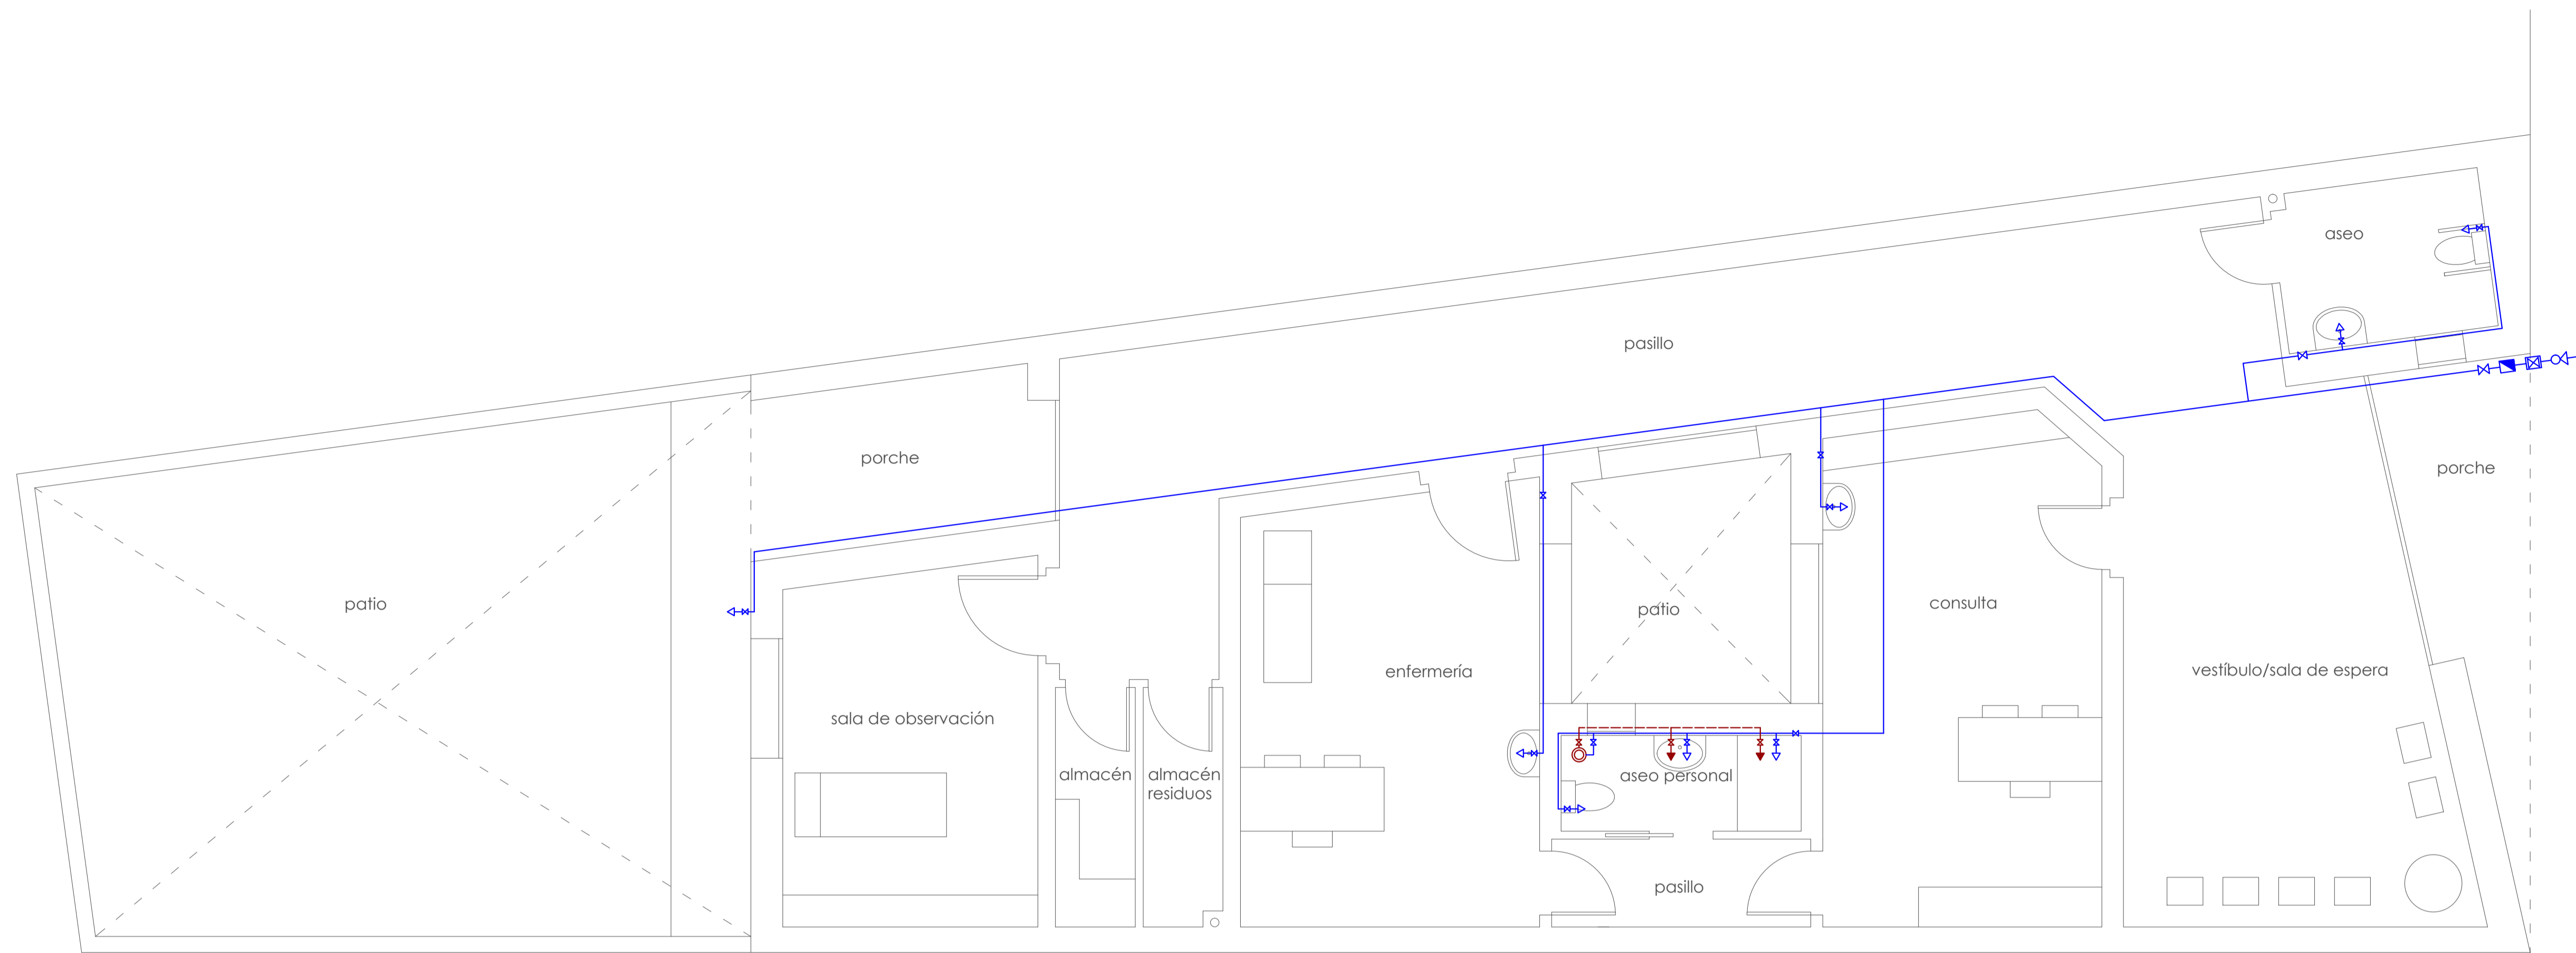 aseo
pasillo
porche
porche
patio
patio
consulta
enfermería
vestíbulo/sala de espera
sala de observación
almacén
almacén
residuos
aseo personal
pasillo